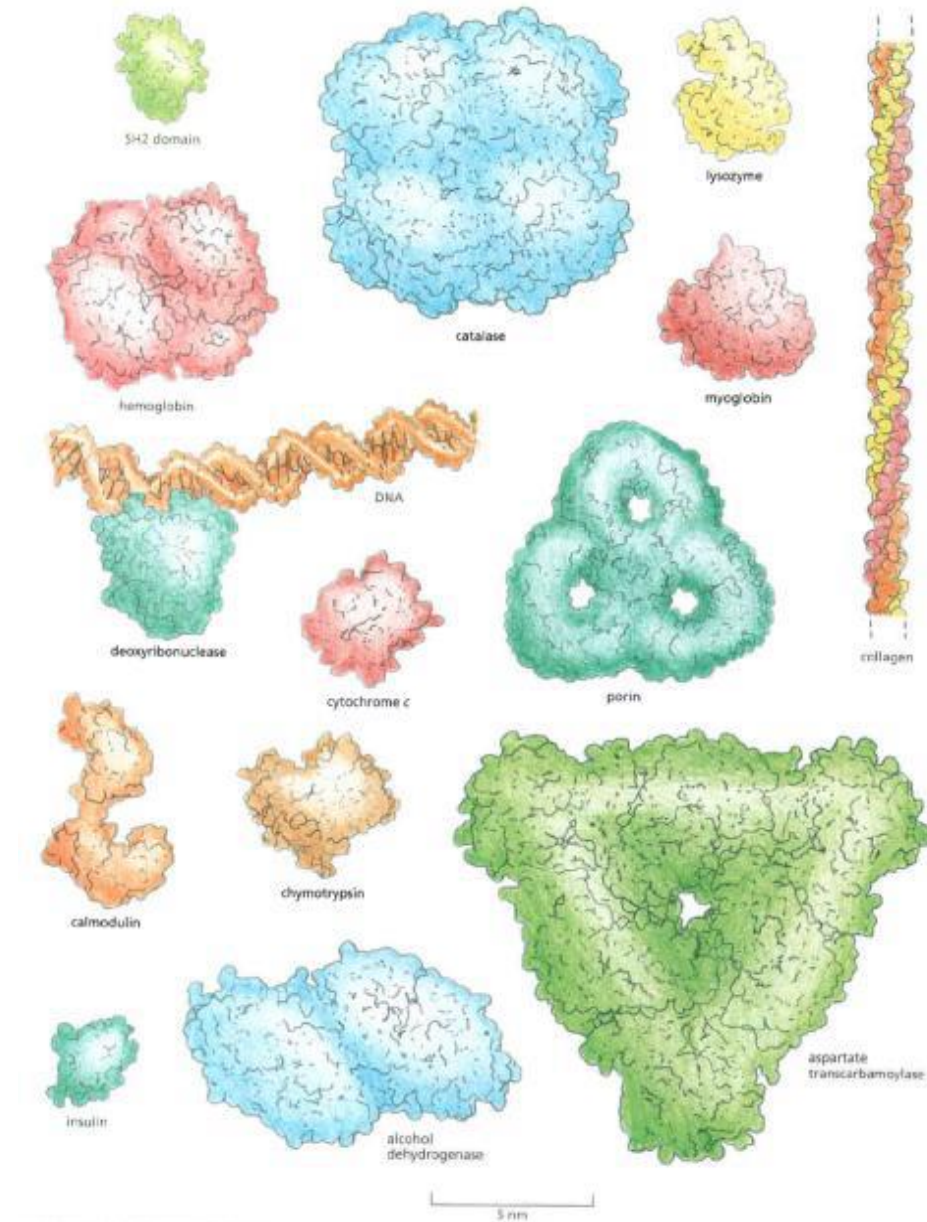 SH2 domain
lysozyme
catalase
myoglobin
hemoglobin
DNA
deoxyribonuclease
collagen
cytochrome c
porin
calmodulin
chymotrypsin
aspartate
transcarbamoylase
insulin
alcohol
dehydrogenase
5 nm